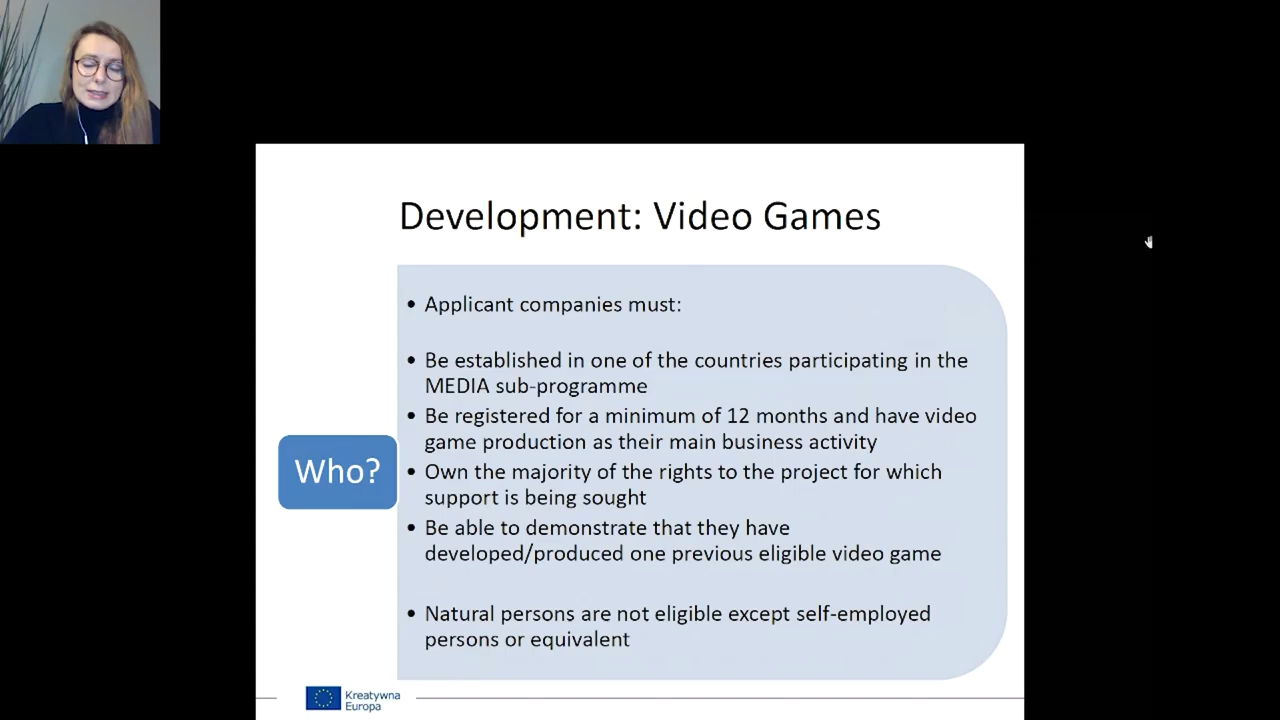 Development: Video Games
• Applicant companies must:
• Be established in one of the countries participating in the
MEDIA sub-programme
• Be registered for a minimum of 12 months and have video
game production as their main business activity
Who?
• Own the majority of the rights to the project for which
support is being sought
• Be able to demonstrate that they have
developed/produced one previous eligible video game
• Natural persons are not eligible except self-employed
persons or equivalent
Kreatywna
Europa